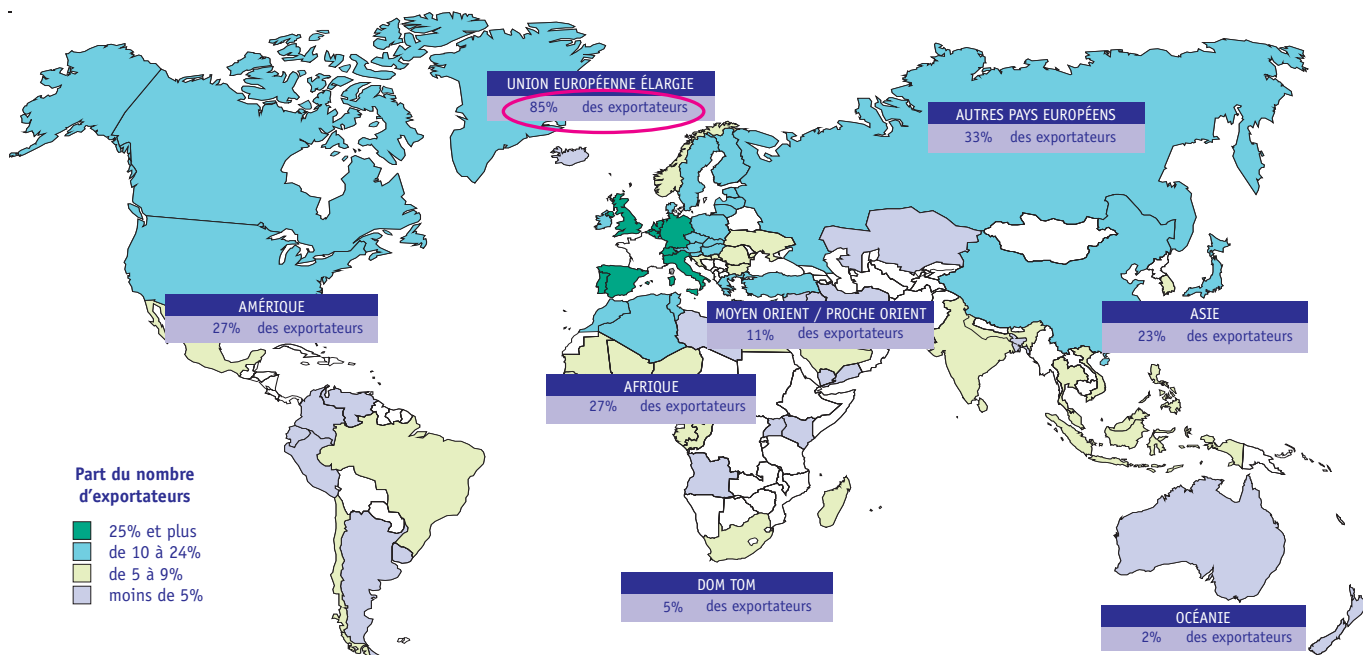 UNION EUROPÉENNE ÉLARGIE
85% des exportateurs
AUTRES PAYS EUROPÉENS
33% des exportateurs
AMÉRIQUE
27% des exportateurs
MOYEN ORIENT / PROCHE ORIENT
11% des exportateurs
ASIE
23% des exportateurs
AFRIQUE
27% des exportateurs
Part du nombre
d'exportateurs
25% et plus
de 10 à 24%
de 5 à 9%
moins de 5%
DOM TOM
5% des exportateurs
OCÉANIE
2% des exportateurs